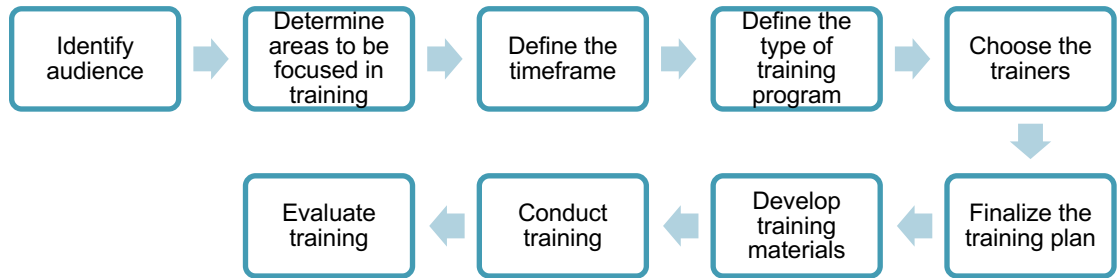 Identify
audience
Determine
areas to be
focused in
training
Define the
timeframe
Define the
type of
training
program
Choose the
trainers
Finalize the
training plan
Develop
training
materials
Conduct
training
Evaluate
training